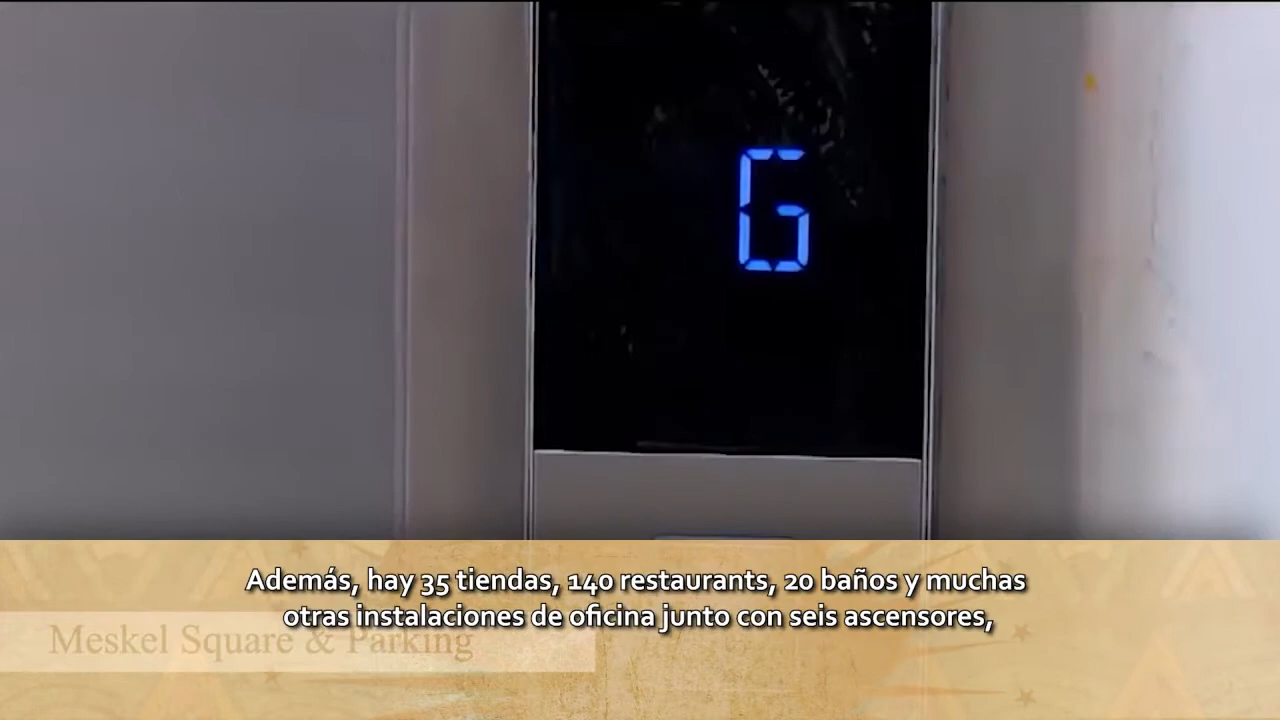 G
Además, hay 35 tiendas, 140 restaurants, 20 baños y muchas
otras instalaciones de oficina junto con seis ascensores,
Meskel Square & Parking